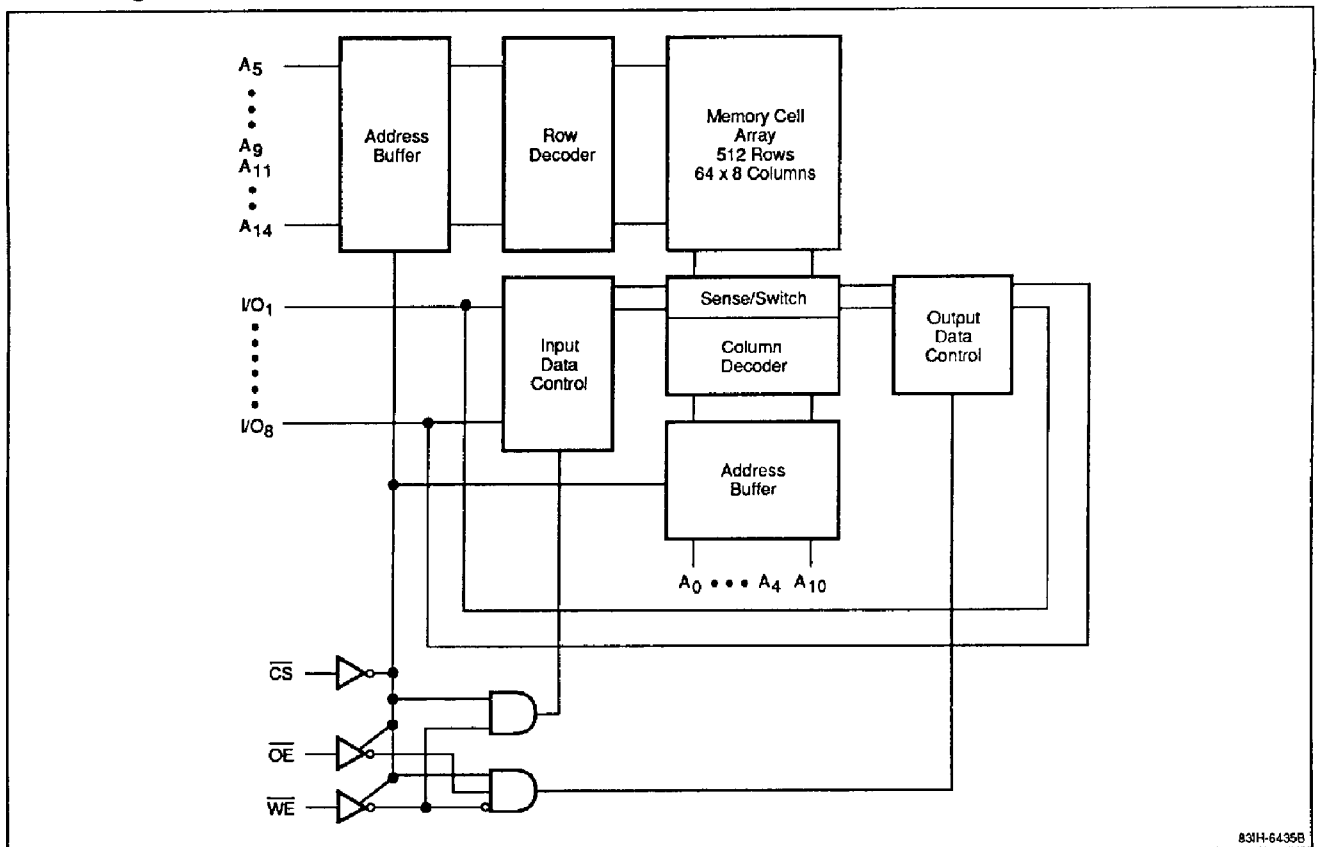 A5
A9
A11
A14
Address
Buffer
Row
Decoder
Memory Cell
Array
512 Rows
64 x 8 Columns
I/O1
I/O8
Input
Data
Control
Sense/Switch
Column
Decoder
Output
Data
Control
Address
Buffer
A0 • • • A4 A10
CS
OE
WE
83IH-6435B